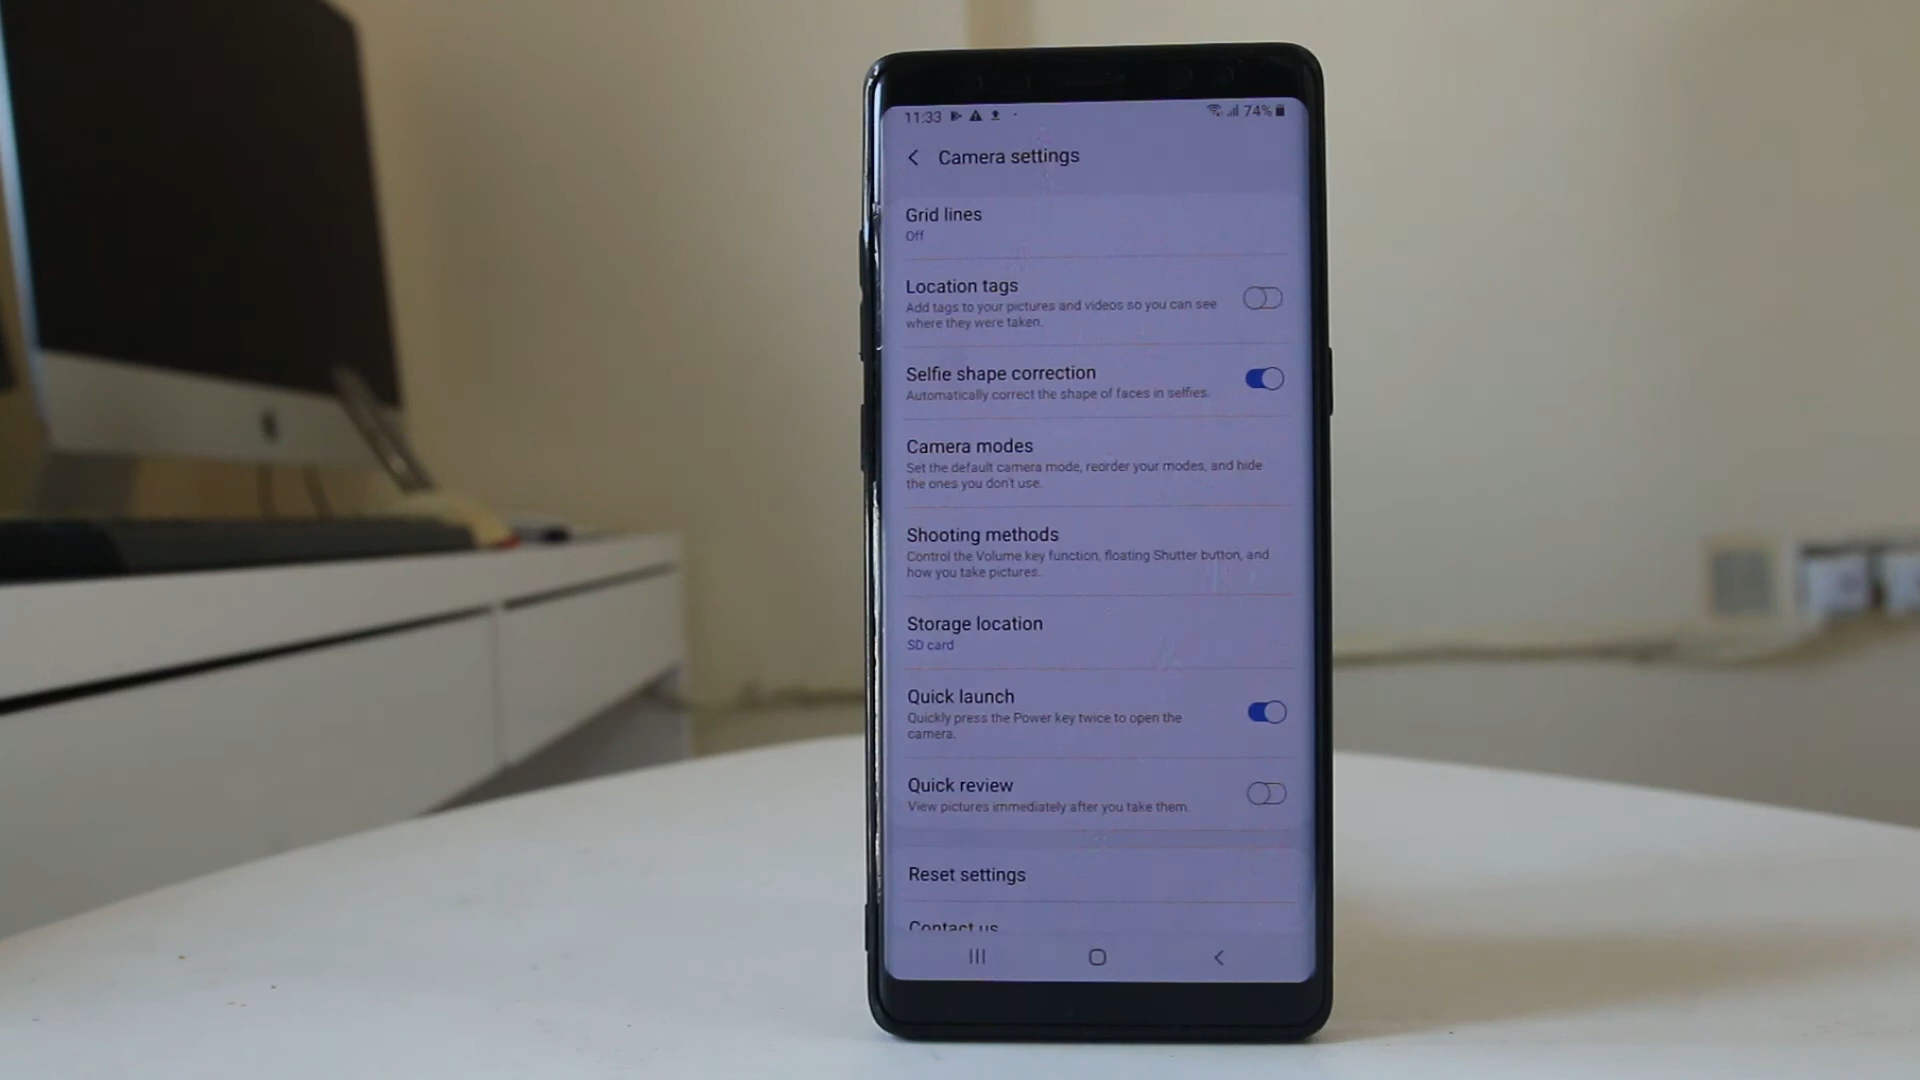 11:33 74%
Camera settings
Grid lines
Off
Location tags
Add tags to your pictures and videos so you can see
where they were taken.
Selfie shape correction
Automatically correct the shape of faces in selfies.
Camera modes
Set the default camera mode, reorder your modes, and hide
the ones you don't use.
Shooting methods
Control the Volume key function, floating Shutter button, and
how you take pictures.
Storage location
SD card
Quick launch
Quickly press the Power key twice to open the
camera.
Quick review
View pictures immediately after you take them.
Reset settings
Contact us